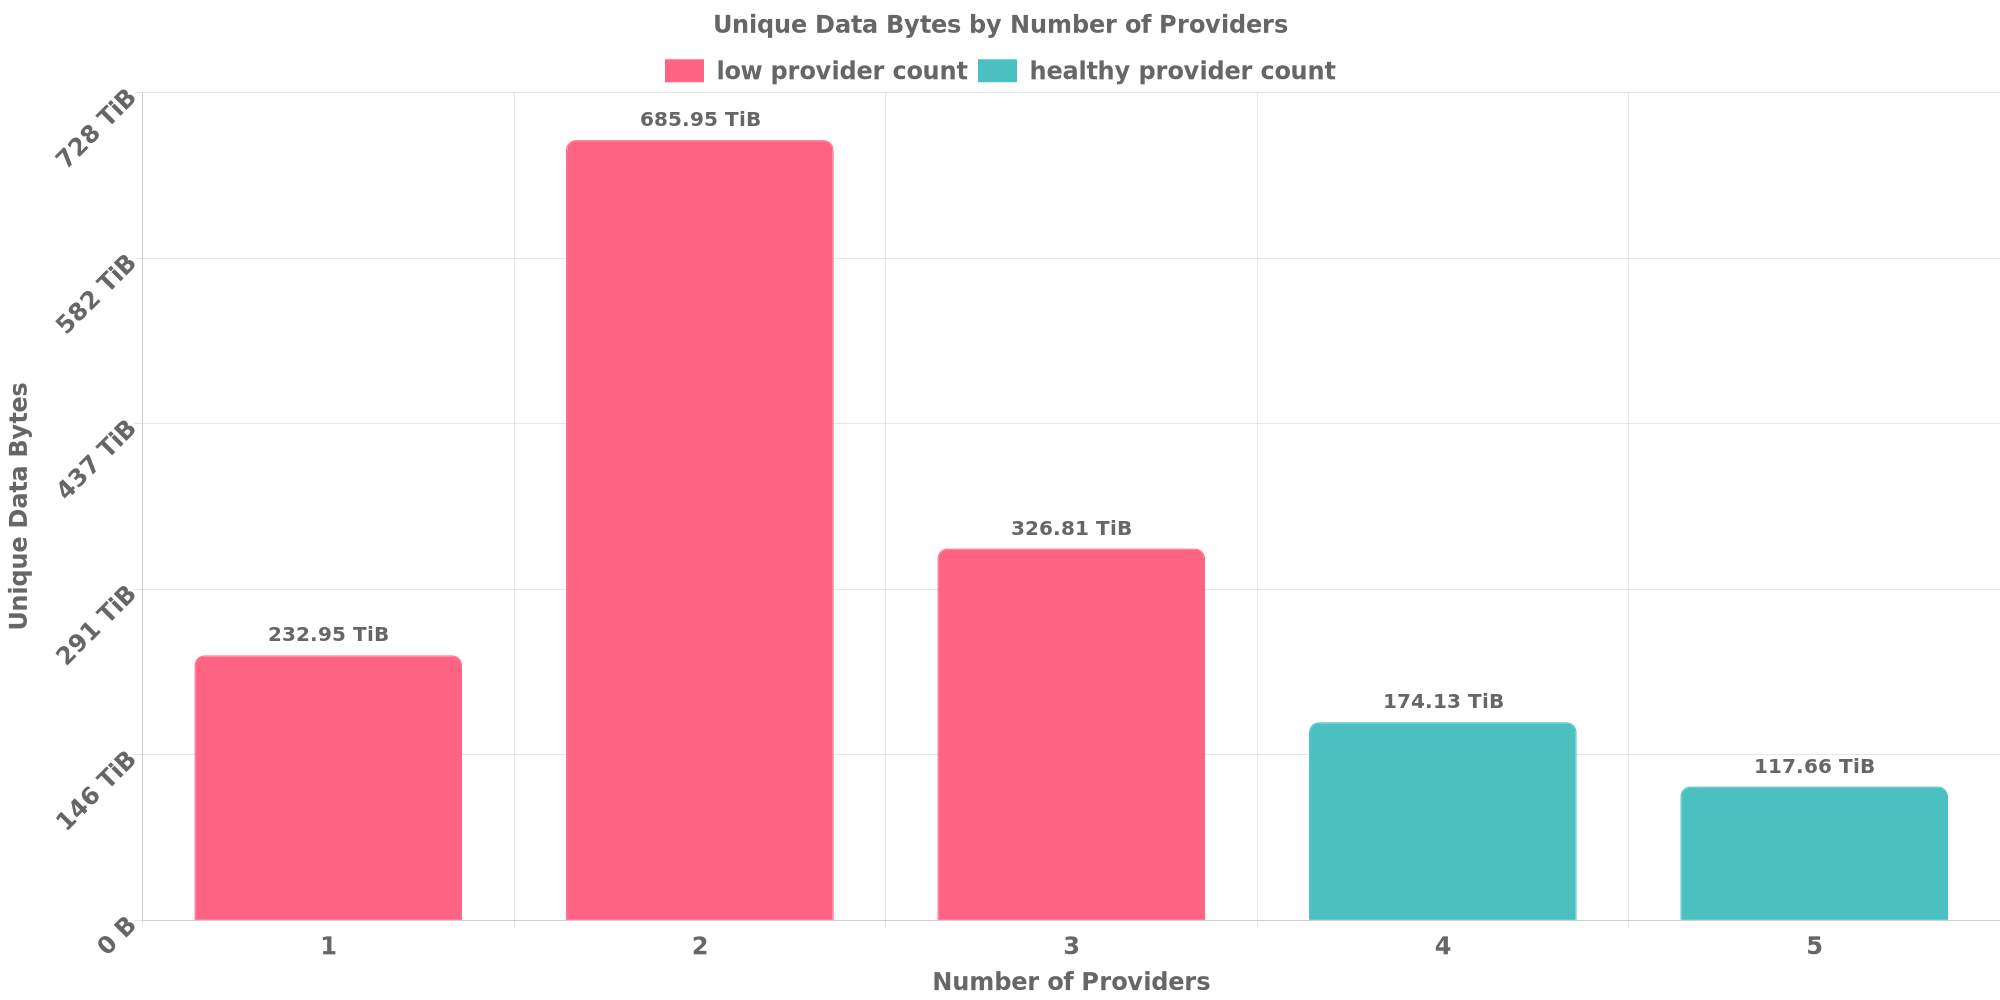 Unique Data Bytes by Number of Providers
low provider count healthy provider count
728 TiB
582 TiB
437 TiB
291 TiB
146 TiB
0 B
Unique Data Bytes
232.95 TiB
685.95 TiB
326.81 TiB
174.13 TiB
117.66 TiB
1 2 3 4 5
Number of Providers